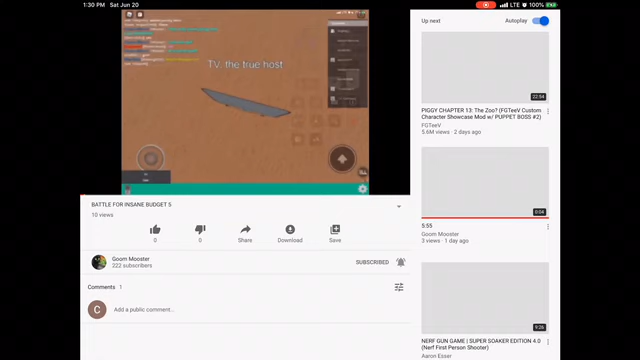 1:30 PM Sat Jun 20
LTE 100%
TV, the true host
BATTLE FOR INSANE BUDGET 5
10 views
0
0
Share
Download
Save
Goom Mooster
222 subscribers
SUBSCRIBED
Comments 1
C
Add a public comment...
Up next
Autoplay
22:54
PIGGY CHAPTER 13: The Zoo? (FGTeeV Custom
Character Showcase Mod w/ PUPPET BOSS #2)
FGTeeV
5.6M views · 2 days ago
0:04
5:55
Goom Mooster
3 views · 1 day ago
9:26
NERF GUN GAME | SUPER SOAKER EDITION 4.0
(Nerf First Person Shooter)
Aaron Esser